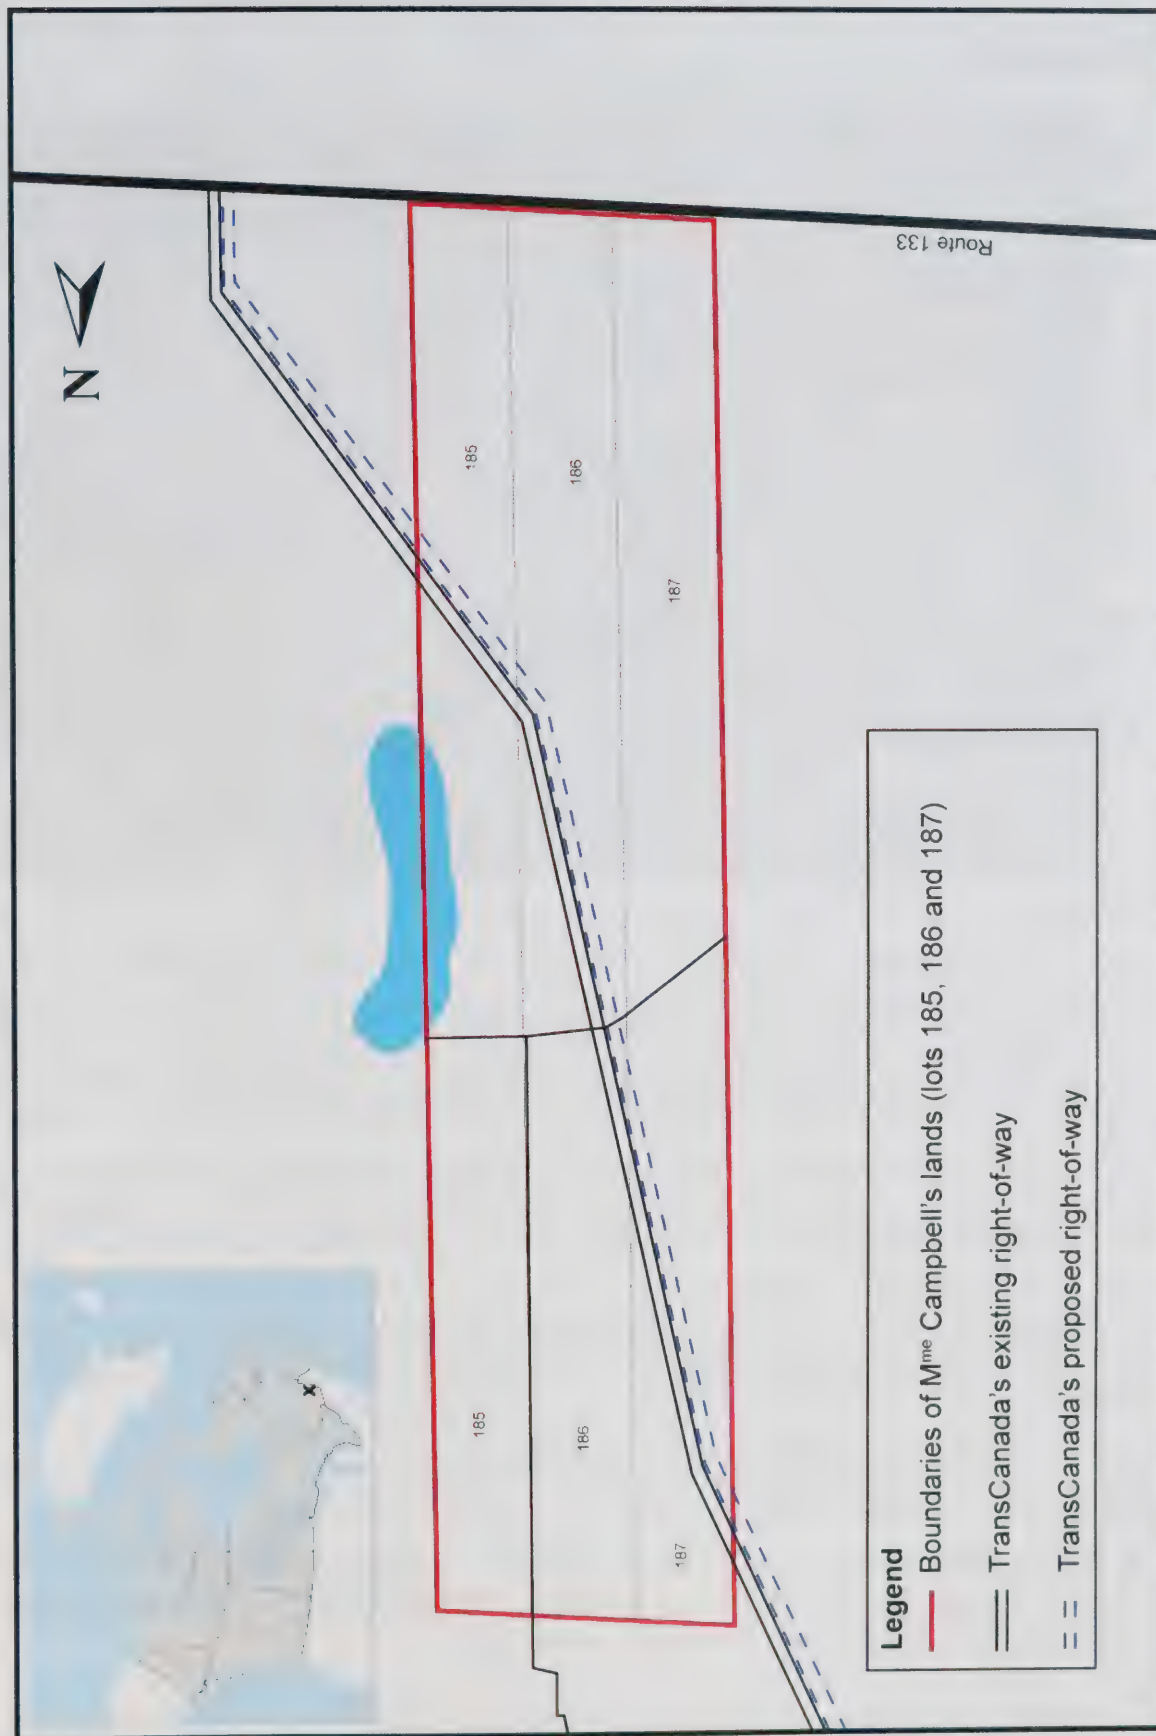 N
Route 133
185
186
187
185
186
187
x
Legend
Boundaries of Mme Campbell's lands (lots 185, 186 and 187)
TransCanada's existing right-of-way
TransCanada's proposed right-of-way